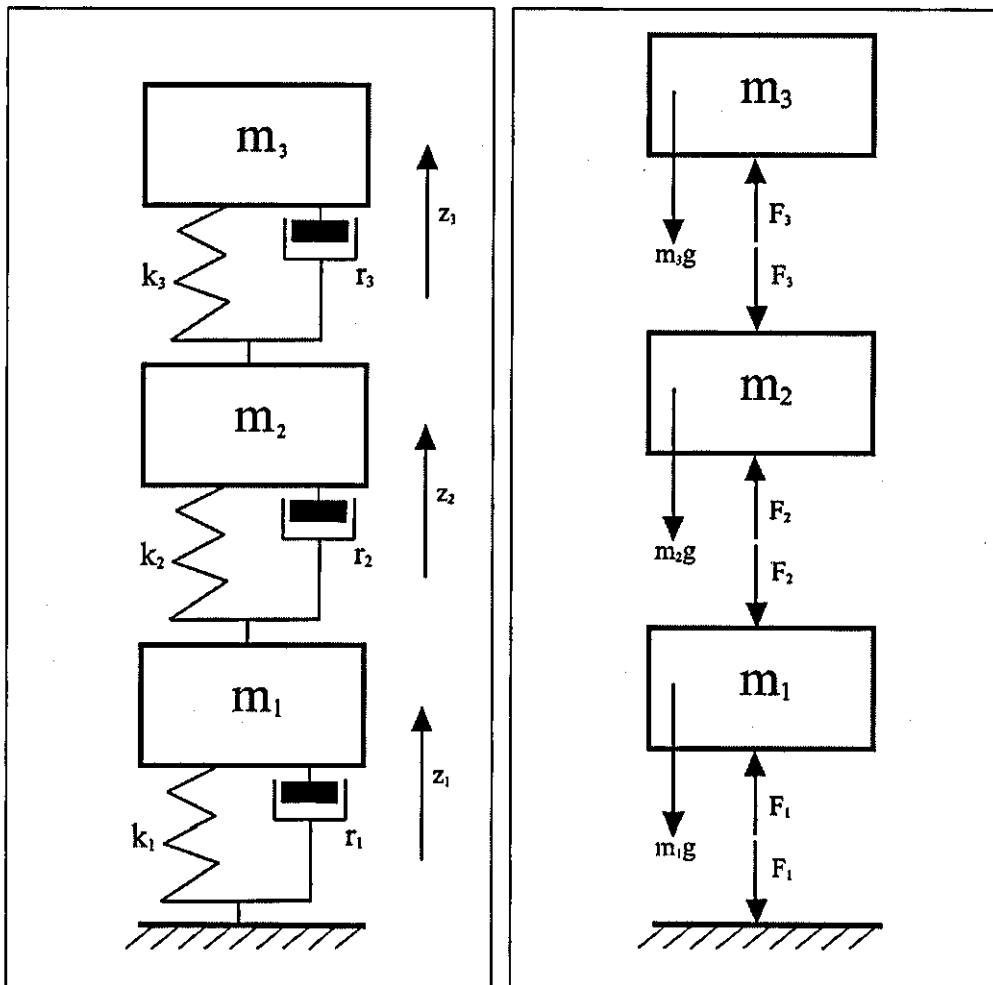 m₃
z₃
k₃
r₃
m₂
z₂
k₂
r₂
m₁
z₁
k₁
r₁
m₃
F₃
m₃g
F₃
m₂
F₂
m₂g
F₂
m₁
F₁
m₁g
F₁